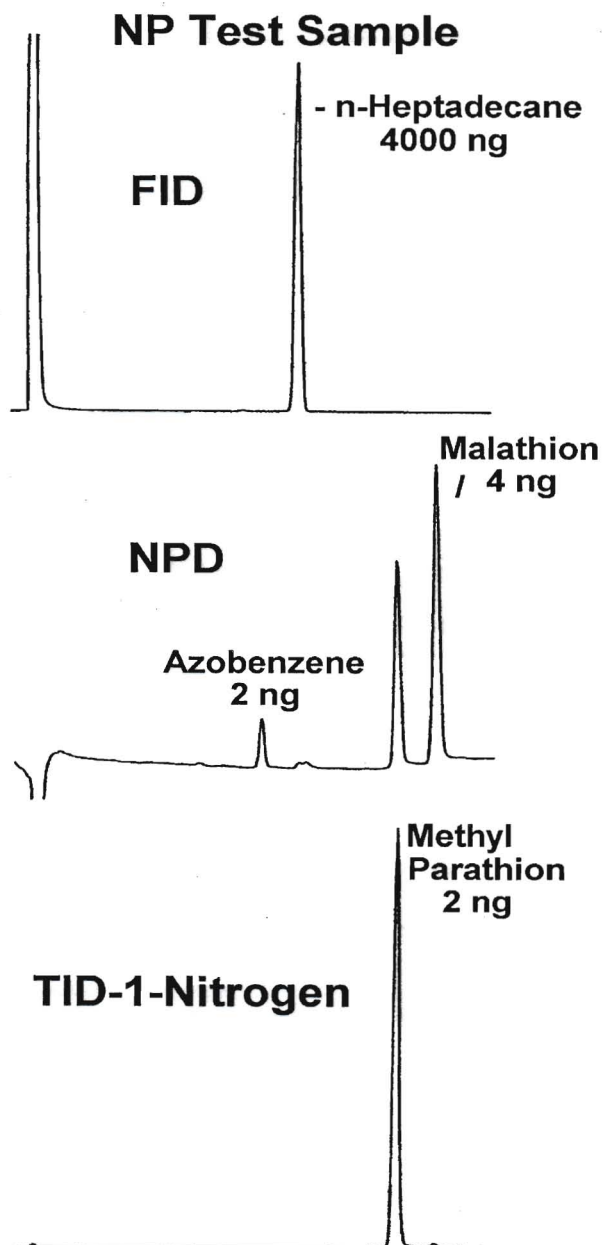 NP Test Sample
- n-Heptadecane
4000 ng
FID
Malathion
/ 4 ng
NPD
Azobenzene
2 ng
Methyl
Parathion
2 ng
TID-1-Nitrogen